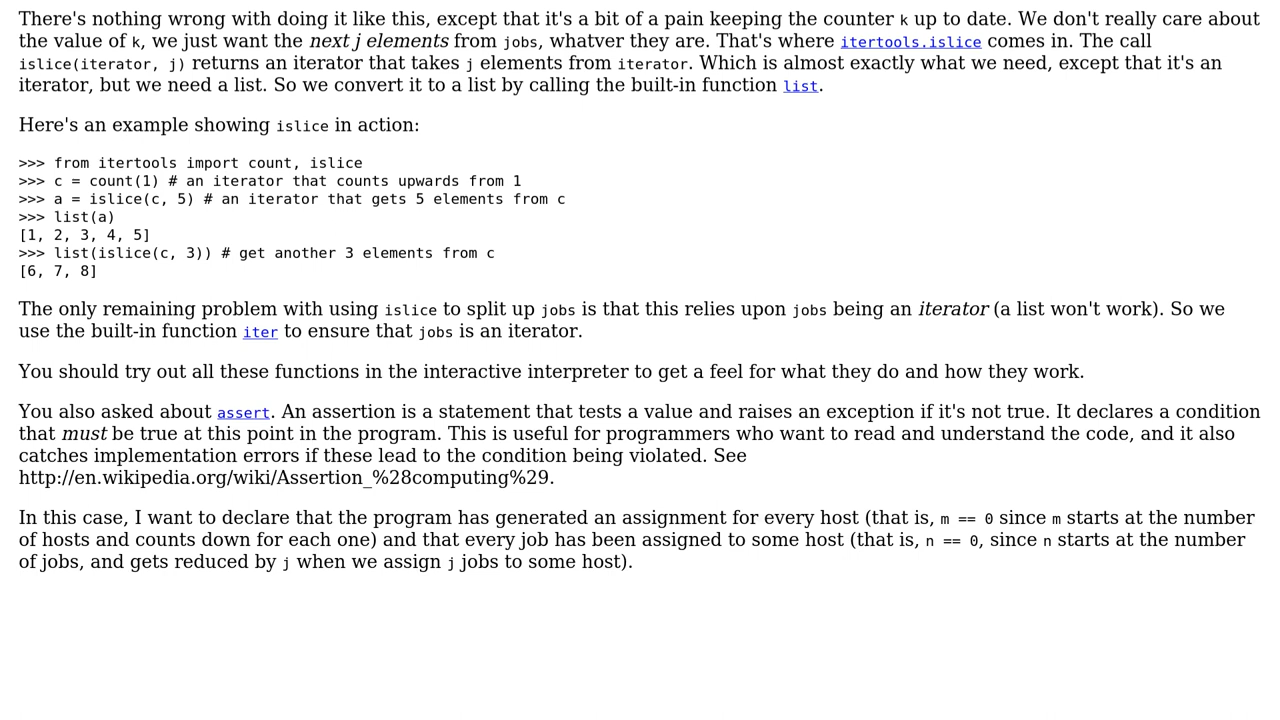 There's nothing wrong with doing it like this, except that it's a bit of a pain keeping the counter k up to date. We don't really care about
the value of k, we just want the next j elements from jobs, whatver they are. That's where itertools.islice comes in. The call
islice(iterator, j) returns an iterator that takes j elements from iterator. Which is almost exactly what we need, except that it's an
iterator, but we need a list. So we convert it to a list by calling the built-in function list.
Here's an example showing islice in action:
>>> from itertools import count, islice
>>> c = count(1) # an iterator that counts upwards from 1
>>> a = islice(c, 5) # an iterator that gets 5 elements from c
>>> list(a)
[1, 2, 3, 4, 5]
>>> list(islice(c, 3)) # get another 3 elements from c
[6, 7, 8]
The only remaining problem with using islice to split up jobs is that this relies upon jobs being an iterator (a list won't work). So we
use the built-in function iter to ensure that jobs is an iterator.
You should try out all these functions in the interactive interpreter to get a feel for what they do and how they work.
You also asked about assert. An assertion is a statement that tests a value and raises an exception if it's not true. It declares a condition
that must be true at this point in the program. This is useful for programmers who want to read and understand the code, and it also
catches implementation errors if these lead to the condition being violated. See
http://en.wikipedia.org/wiki/Assertion_%28computing%29.
In this case, I want to declare that the program has generated an assignment for every host (that is, m == 0 since m starts at the number
of hosts and counts down for each one) and that every job has been assigned to some host (that is, n == 0, since n starts at the number
of jobs, and gets reduced by j when we assign j jobs to some host).